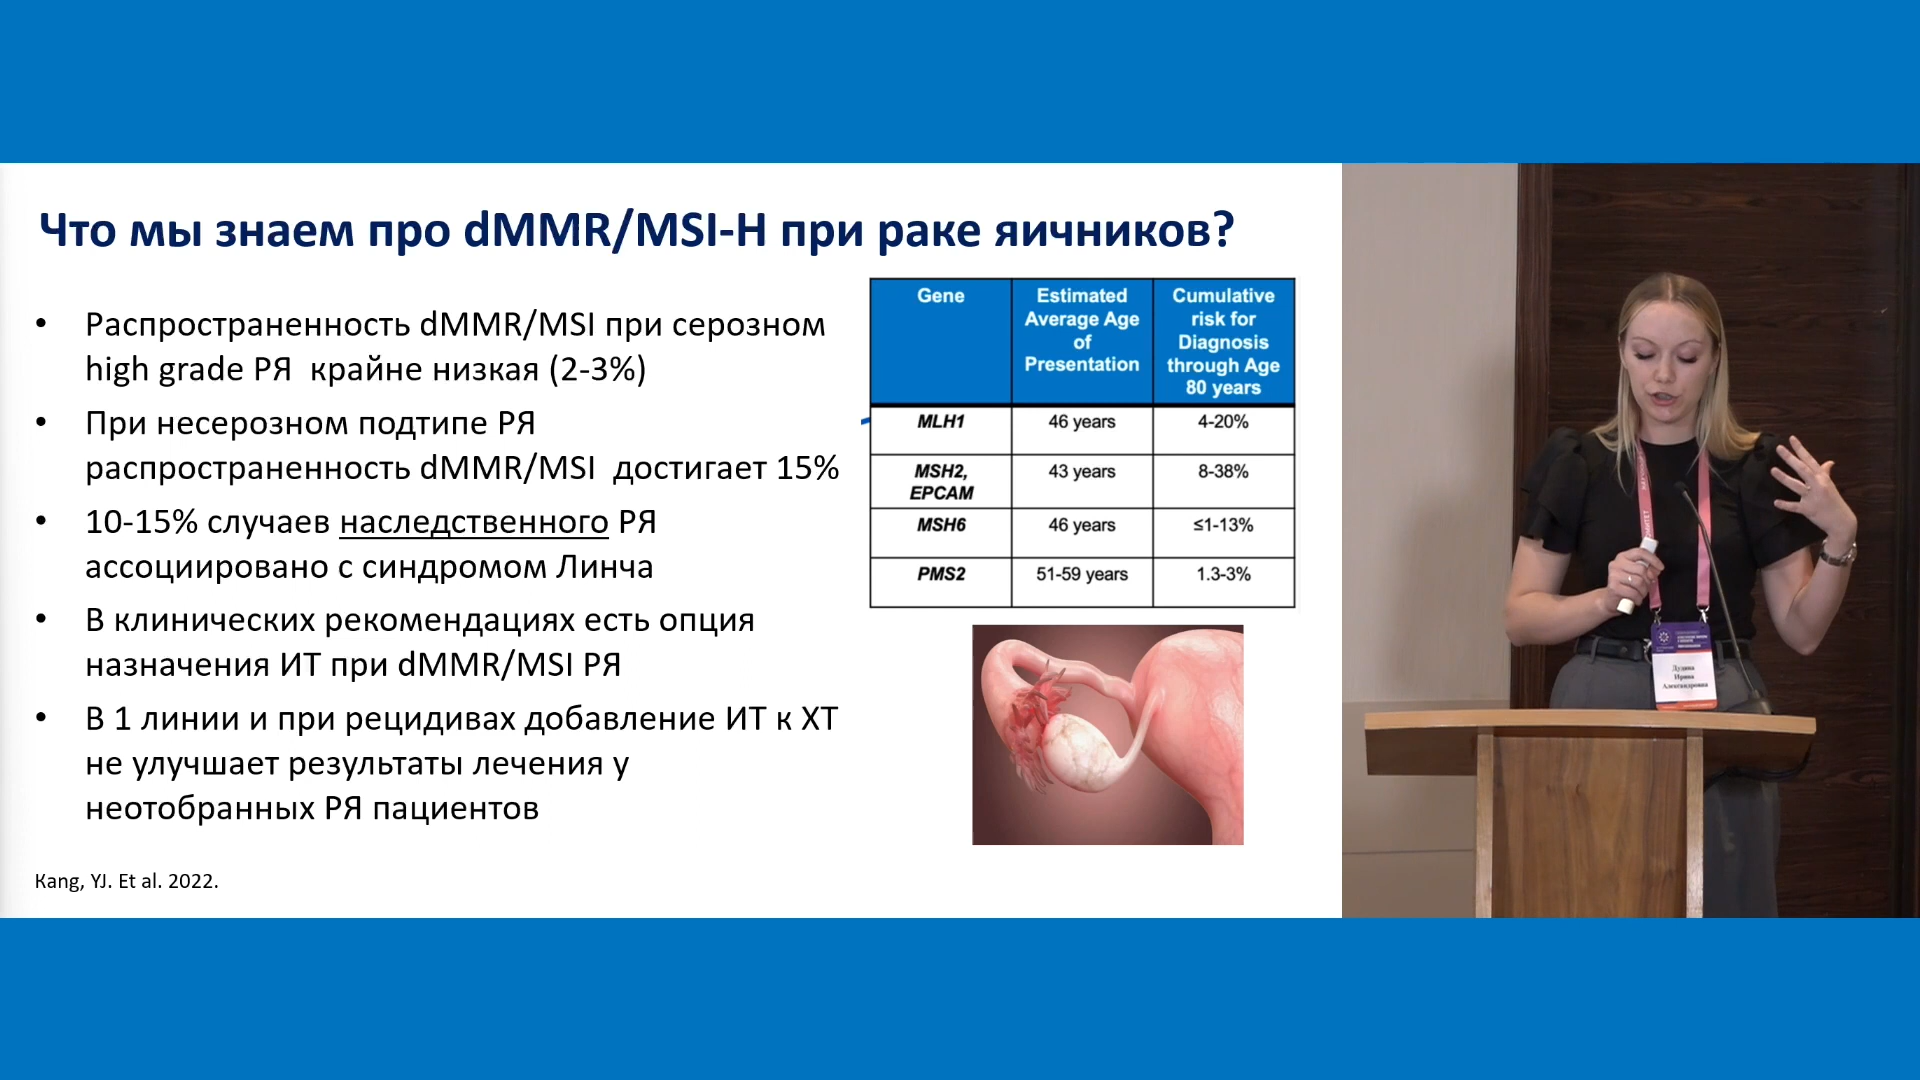 Что мы знаем про dMMR/MSI-H при раке яичников?
• Распространенность dMMR/MSI при серозном
high grade РЯ крайне низкая (2-3%)
• При несерозном подтипе РЯ
распространенность dMMR/MSI достигает 15%
• 10-15% случаев наследственного РЯ
ассоциировано с синдромом Линча
• В клинических рекомендациях есть опция
назначения ИТ при dMMR/MSI РЯ
• В 1 линии и при рецидивах добавление ИТ к ХТ
не улучшает результаты лечения у
неотобранных РЯ пациентов
Kang, YJ. Et al. 2022.
Gene
Estimated
Average Age
of
Presentation
Cumulative
risk for
Diagnosis
through Age
80 years
MLH1 46 years 4-20%
MSH2,
EPCAM
43 years 8-38%
MSH6 46 years ≤1-13%
PMS2 51-59 years 1.3-3%
Дудина
Ирина
Александровна